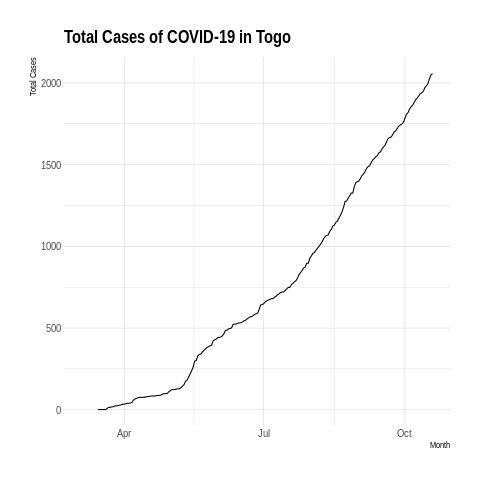 Total Cases of COVID-19 in Togo
Total Cases
2000
1500
1000
500
0
Apr
Jul
Oct
Month